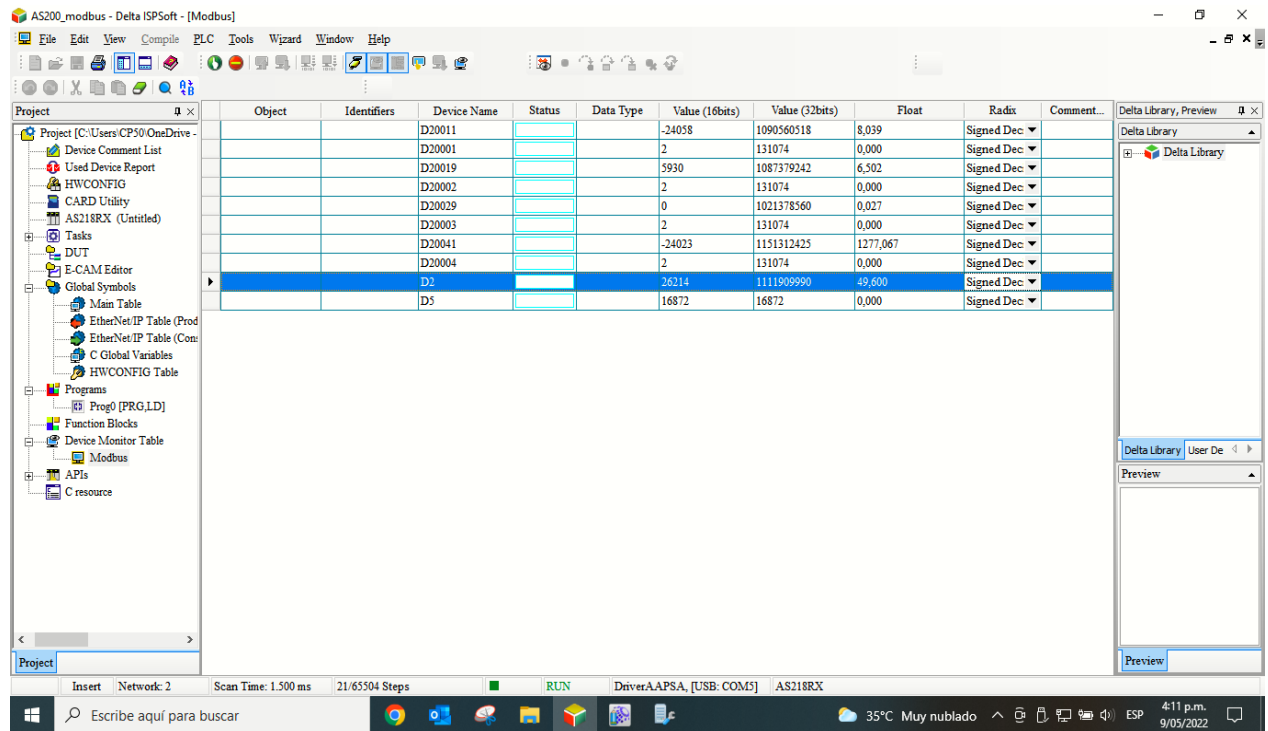 AS200_modbus - Delta ISPSoft - [Modbus]
File Edit View Compile PLC Tools Wizard Window Help
Project
Object Identifiers Device Name Status Data Type Value (16bits) Value (32bits) Float Radix Comment...
D20011 -24058 1090560518 8,039 Signed Dec
D20001 2 131074 0,000 Signed Dec
D20019 5930 1087379242 6,502 Signed Dec
D20002 2 131074 0,000 Signed Dec
D20029 0 1021378560 0,027 Signed Dec
D20003 2 131074 0,000 Signed Dec
D20041 -24023 1151312425 1277,067 Signed Dec
D20004 2 131074 0,000 Signed Dec
D2 26214 1111909990 49,600 Signed Dec
D5 16872 16872 0,000 Signed Dec
Project [C:\Users\CP50\OneDrive -
Device Comment List
Used Device Report
HWCONFIG
CARD Utility
AS218RX (Untitled)
Tasks
DUT
E-CAM Editor
Global Symbols
Main Table
EtherNet/IP Table (Prod
EtherNet/IP Table (Con
C Global Variables
HWCONFIG Table
Programs
Prog0 [PRG,LD]
Function Blocks
Device Monitor Table
Modbus
APIs
C resource
Project
Delta Library, Preview
Delta Library
Delta Library
Delta Library User De
Preview
Preview
Insert Network: 2 Scan Time: 1.500 ms 21/65504 Steps RUN DriverAAPSA, [USB: COM5] AS218RX
Escribe aquí para buscar
35°C Muy nublado ESP
4:11 p.m.
9/05/2022